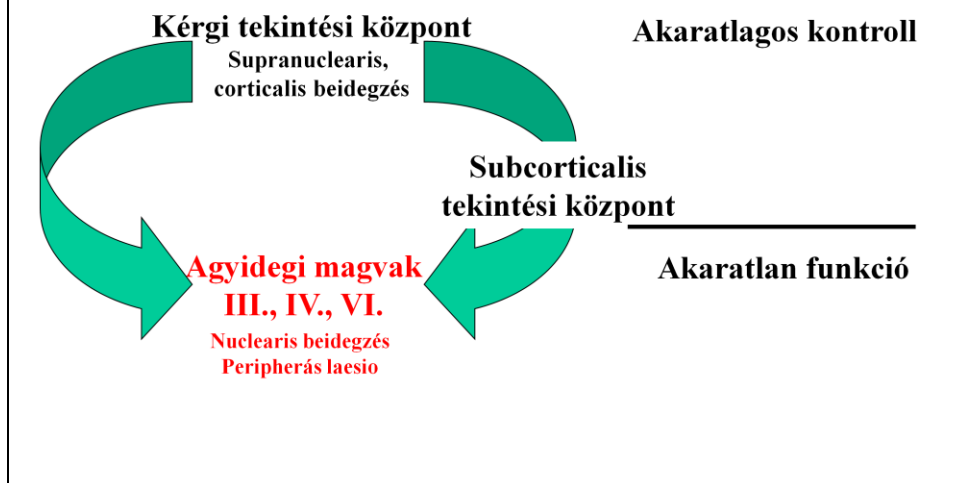 Kérgi tekintési központ
Supranuclearis,
corticalis beidegzés
Akaratlagos kontroll
Subcorticalis
tekintési központ
Akaratlan funkció
Agyidegi magvak
III., IV., VI.
Nuclearis beidegzés
Peripherás laesio